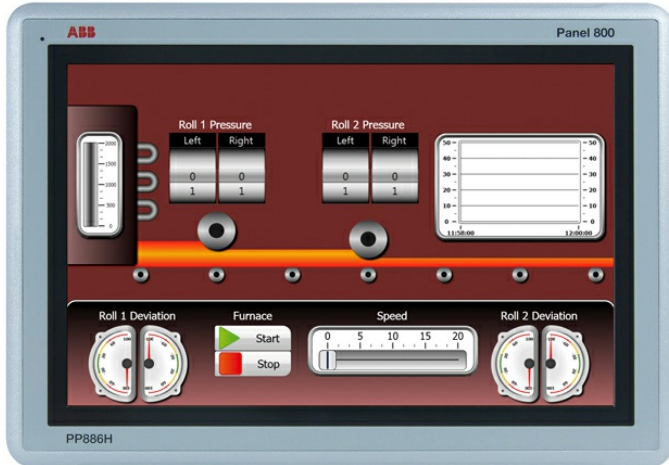 ABB
Panel 800
Roll 1 Pressure
Roll 2 Pressure
Left Right
Left Right
0 0
1 1
0 0
1 1
2000
1500
1000
500
0
50
40
30
20
10
0
50
40
30
20
10
0
11:58:00
12:00:00
Roll 1 Deviation
Furnace
Speed
Roll 2 Deviation
Start
Stop
0 5 10 15 20
PP886H